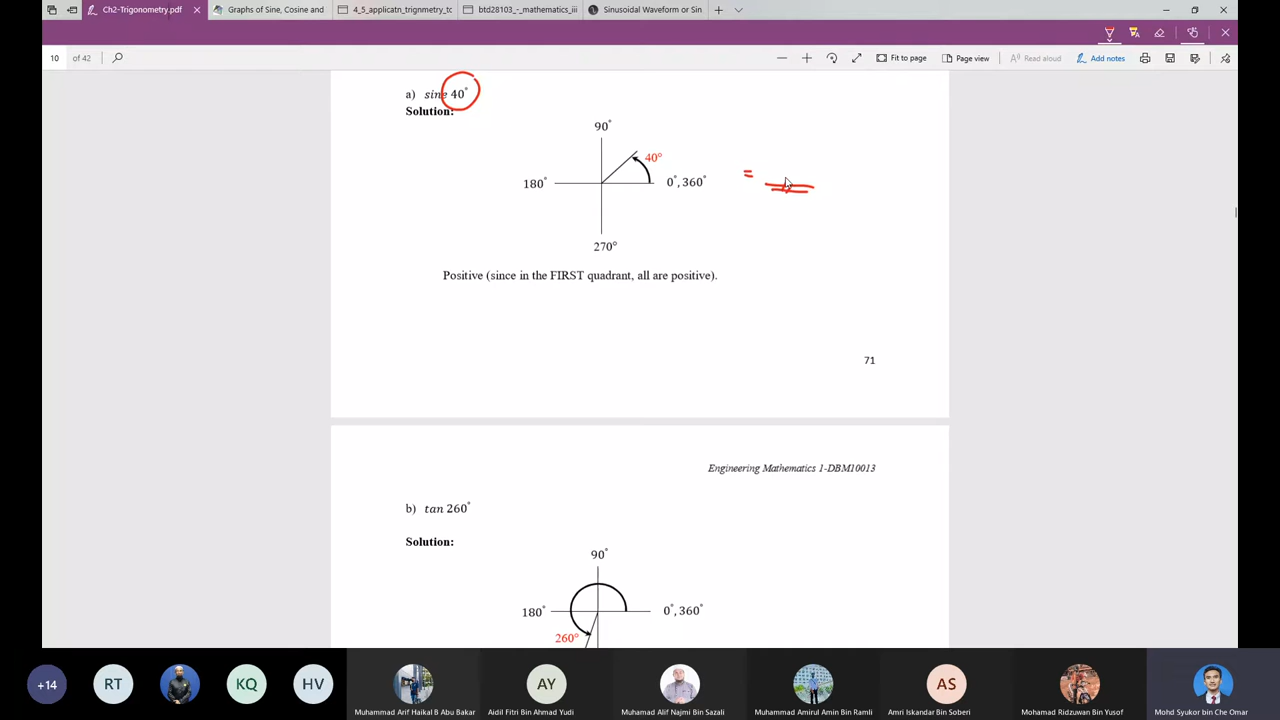 Ch2-Trigonometry.pdf
Graphs of Sine, Cosine and
4_5_applicatn_trignmetry_to
btd28103_-_mathematics_iii
Sinusoidal Waveform or Sin
10 of 42
Fit to page
Page view
Read aloud
Add notes
a) sine 40°
Solution:
90°
40°
180°
0°, 360°
=
270°
Positive (since in the FIRST quadrant, all are positive).
71
Engineering Mathematics 1-DBM10013
b) tan 260°
Solution:
90°
180°
0°, 360°
260°
+14
RT
KQ
HV
AY
AS
Muhammad Arif Haikal B Abu Bakar
Aidil Fitri Bin Ahmad Yudi
Muhamad Alif Najmi Bin Sazali
Muhammad Amirul Amin Bin Ramli
Amri Iskandar Bin Soberi
Mohamad Ridzuwan Bin Yusof
Mohd Syukor bin Che Omar